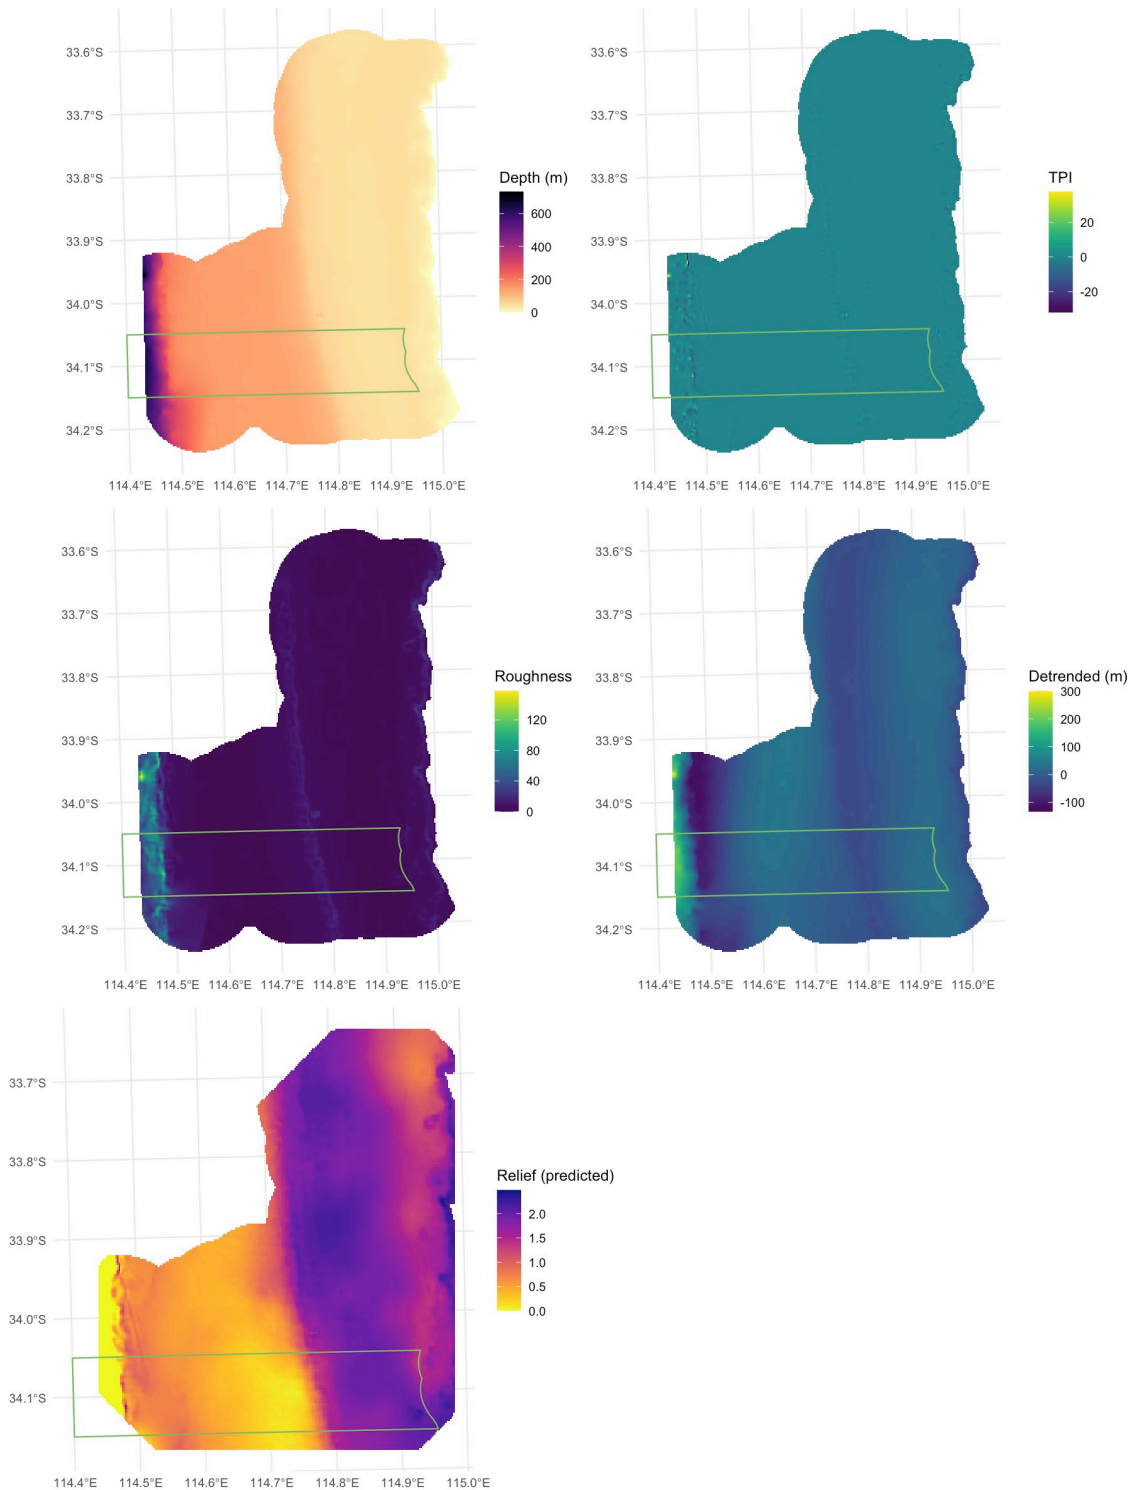 33.6°S
33.7°S
33.8°S
33.9°S
34.0°S
34.1°S
34.2°S
114.4°E 114.5°E 114.6°E 114.7°E 114.8°E 114.9°E 115.0°E
Depth (m)
600
400
200
0
33.6°S
33.7°S
33.8°S
33.9°S
34.0°S
34.1°S
34.2°S
114.4°E 114.5°E 114.6°E 114.7°E 114.8°E 114.9°E 115.0°E
TPI
20
0
-20
33.6°S
33.7°S
33.8°S
33.9°S
34.0°S
34.1°S
34.2°S
114.4°E 114.5°E 114.6°E 114.7°E 114.8°E 114.9°E 115.0°E
Roughness
120
80
40
0
33.6°S
33.7°S
33.8°S
33.9°S
34.0°S
34.1°S
34.2°S
114.4°E 114.5°E 114.6°E 114.7°E 114.8°E 114.9°E 115.0°E
Detrended (m)
300
200
100
0
-100
33.7°S
33.8°S
33.9°S
34.0°S
34.1°S
114.4°E 114.5°E 114.6°E 114.7°E 114.8°E 114.9°E 115.0°E
Relief (predicted)
2.0
1.5
1.0
0.5
0.0